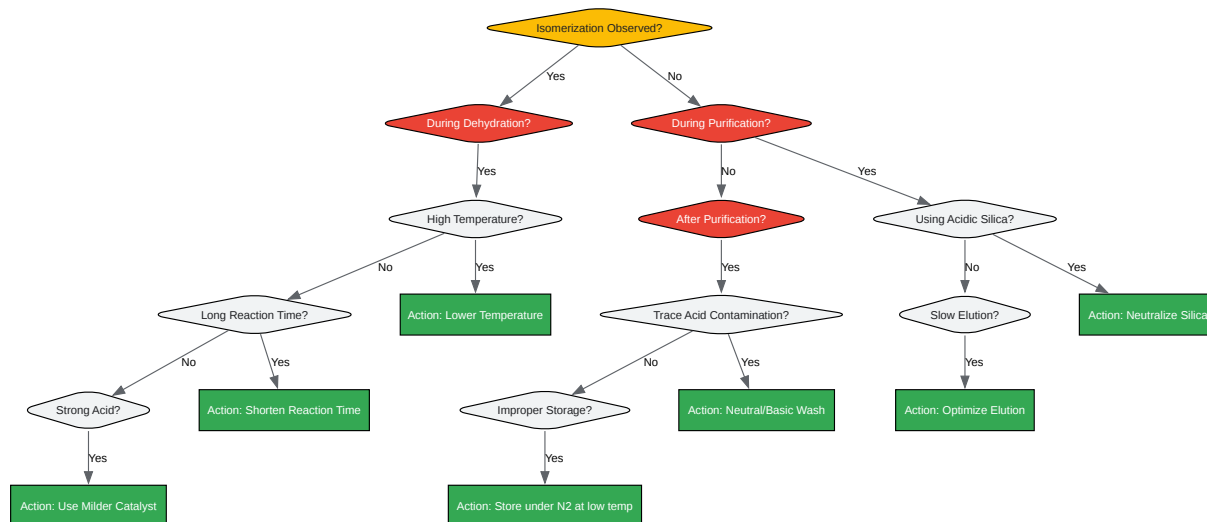 Isomerization Observed?
Yes
No
During Dehydration?
During Purification?
Yes
No
Yes
High Temperature?
After Purification?
Using Acidic Silica?
No
Yes
Yes
No
Yes
Long Reaction Time?
Action: Lower Temperature
Trace Acid Contamination?
Slow Elution?
Action: Neutralize Silica
No
Yes
No
Yes
Yes
Strong Acid?
Action: Shorten Reaction Time
Improper Storage?
Action: Neutral/Basic Wash
Action: Optimize Elution
Yes
Yes
Action: Use Milder Catalyst
Action: Store under N2 at low temp